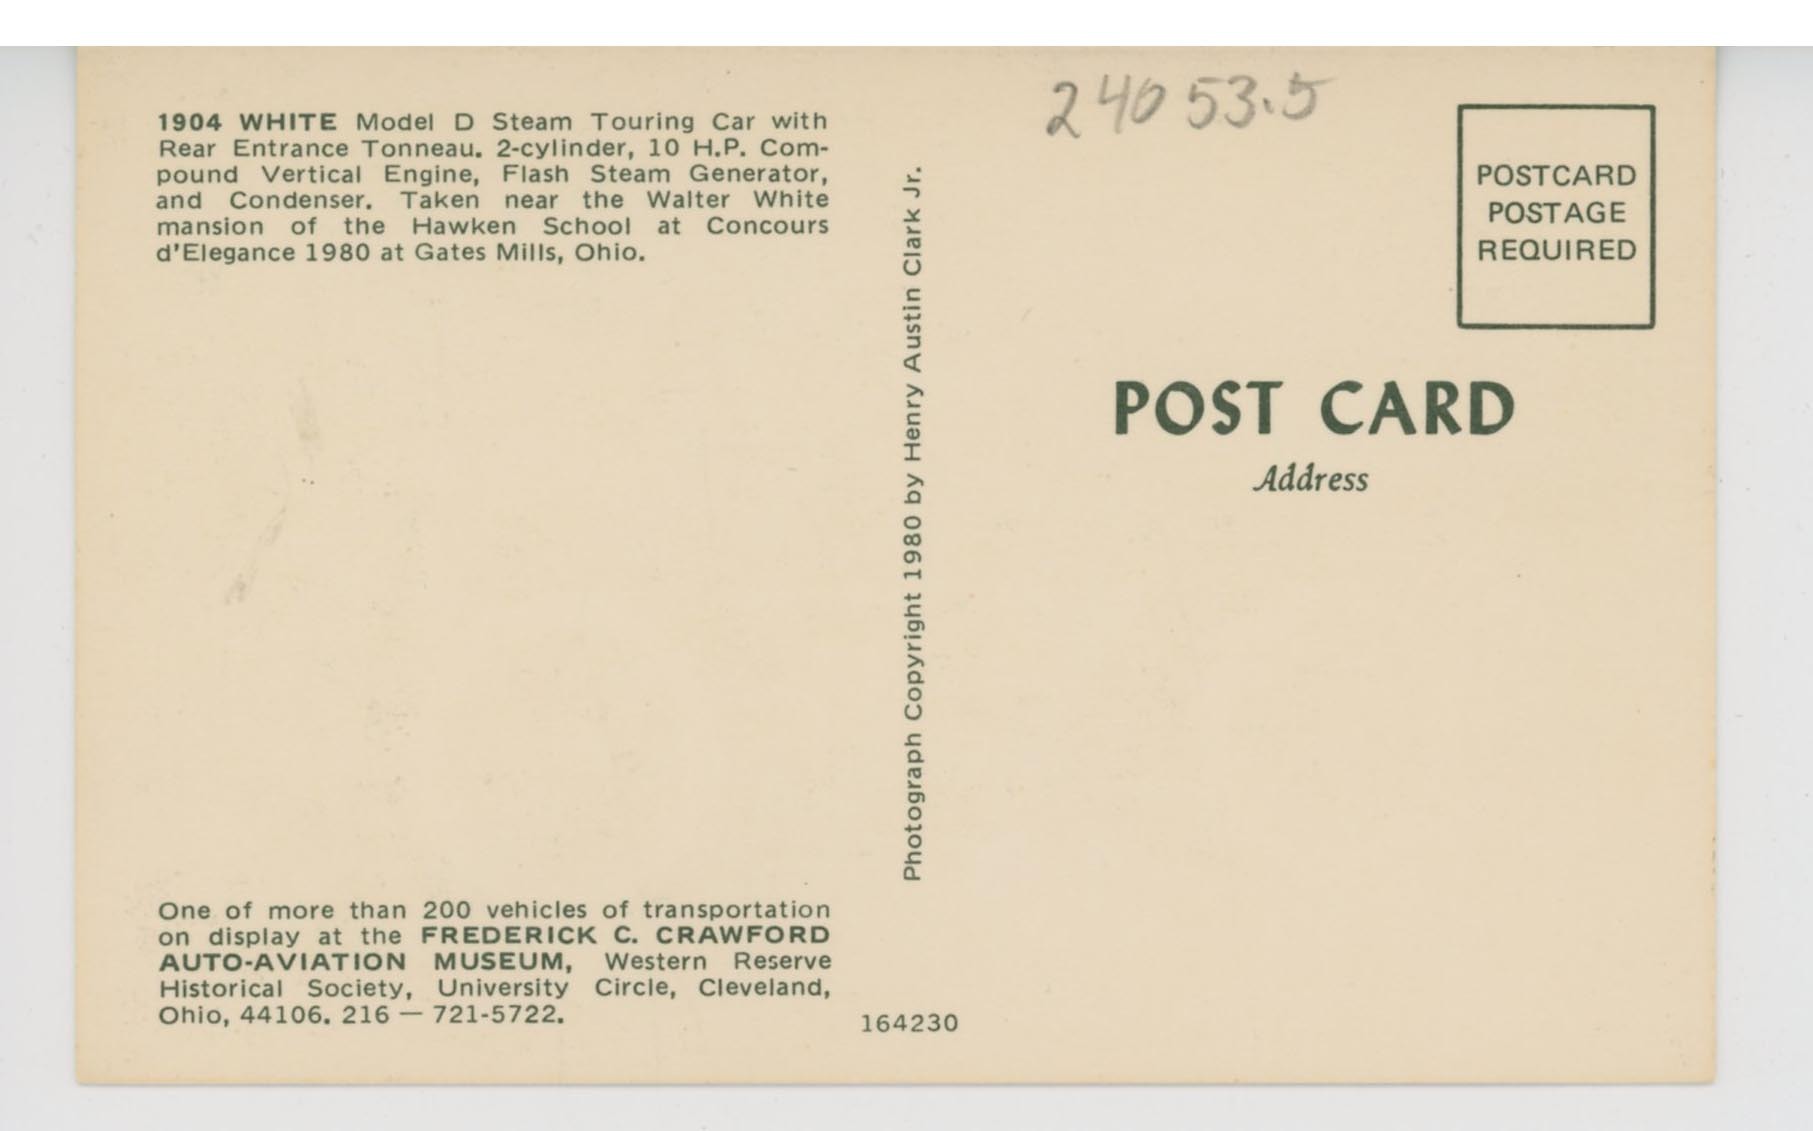 1904 WHITE Model D Steam Touring Car with
Rear Entrance Tonneau. 2-cylinder, 10 H.P. Com-
pound Vertical Engine, Flash Steam Generator,
and Condenser. Taken near the Walter White
mansion of the Hawken School at Concours
d'Elegance 1980 at Gates Mills, Ohio.
One of more than 200 vehicles of transportation
on display at the FREDERICK C. CRAWFORD
AUTO-AVIATION MUSEUM, Western Reserve
Historical Society, University Circle, Cleveland,
Ohio, 44106. 216 — 721-5722.
Photograph Copyright 1980 by Henry Austin Clark Jr.
164230
24053.5
POSTCARD
POSTAGE
REQUIRED
POST CARD
Address